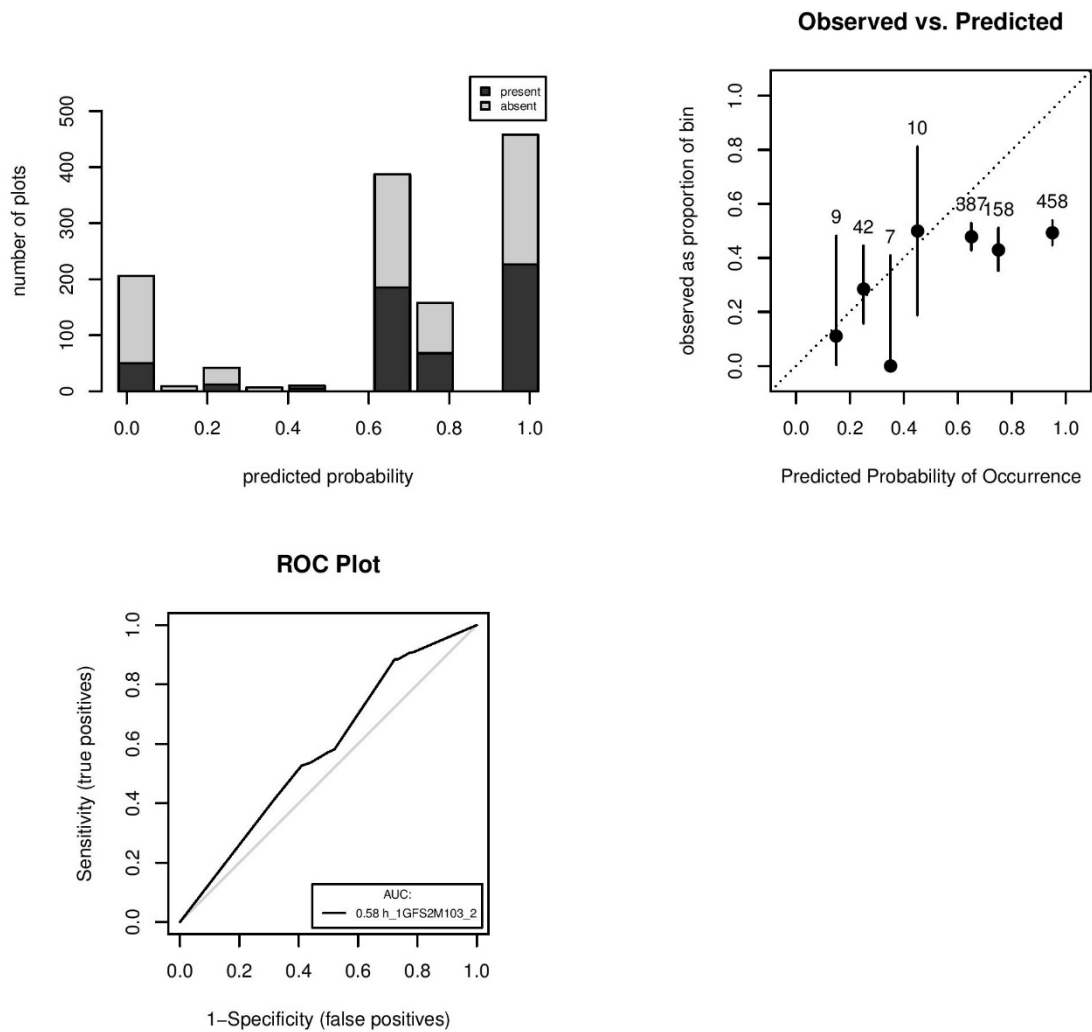 present
absent
number of plots
500
400
300
200
100
0
0.0 0.2 0.4 0.6 0.8 1.0
predicted probability
Observed vs. Predicted
observed as proportion of bin
1.0
0.8
0.6
0.4
0.2
0.0
9
42
7
10
387
158
458
0.0 0.2 0.4 0.6 0.8 1.0
Predicted Probability of Occurrence
ROC Plot
Sensitivity (true positives)
1.0
0.8
0.6
0.4
0.2
0.0
AUC:
0.58 h_1GFS2M103_2
0.0 0.2 0.4 0.6 0.8 1.0
1−Specificity (false positives)